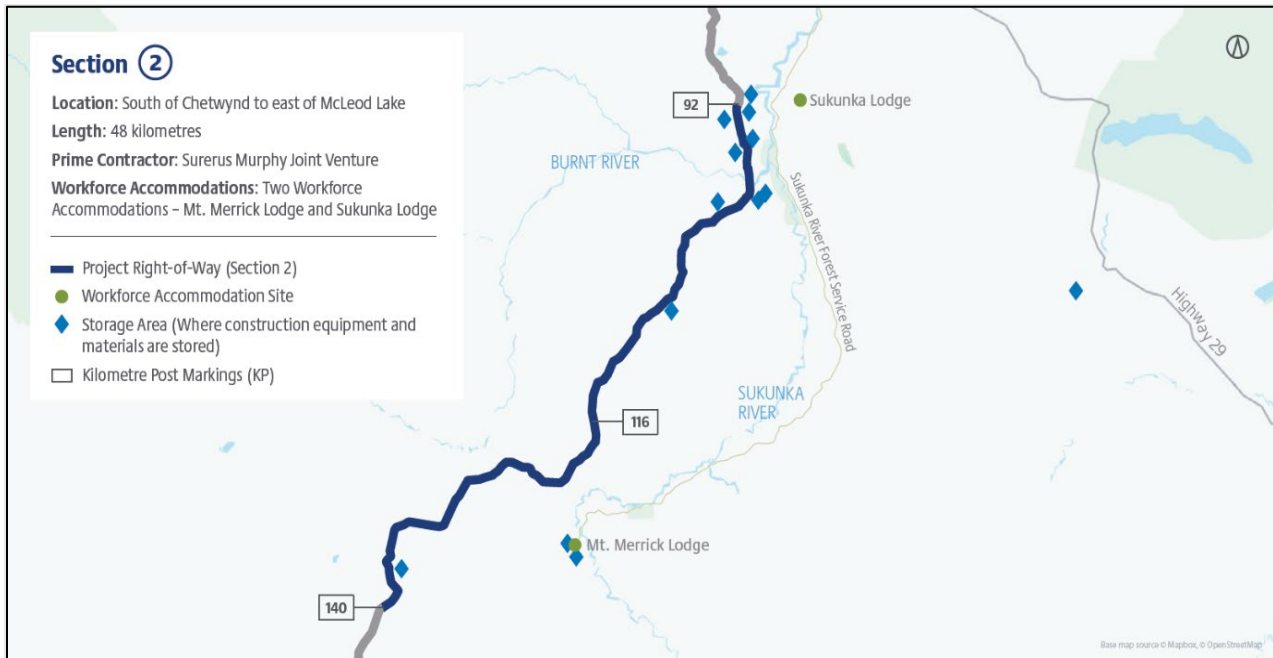 Section 2
Location: South of Chetwynd to east of McLeod Lake
Length: 48 kilometres
Prime Contractor: Surerus Murphy Joint Venture
Workforce Accommodations: Two Workforce
Accommodations – Mt. Merrick Lodge and Sukunka Lodge
Project Right-of-Way (Section 2)
Workforce Accommodation Site
Storage Area (Where construction equipment and
materials are stored)
Kilometre Post Markings (KP)
92
Sukunka Lodge
BURNT RIVER
Sukunka River Forest Service Road
Highway 29
SUKUNKA
RIVER
116
Mt. Merrick Lodge
140
Base map source © Mapbox, © OpenStreetMap